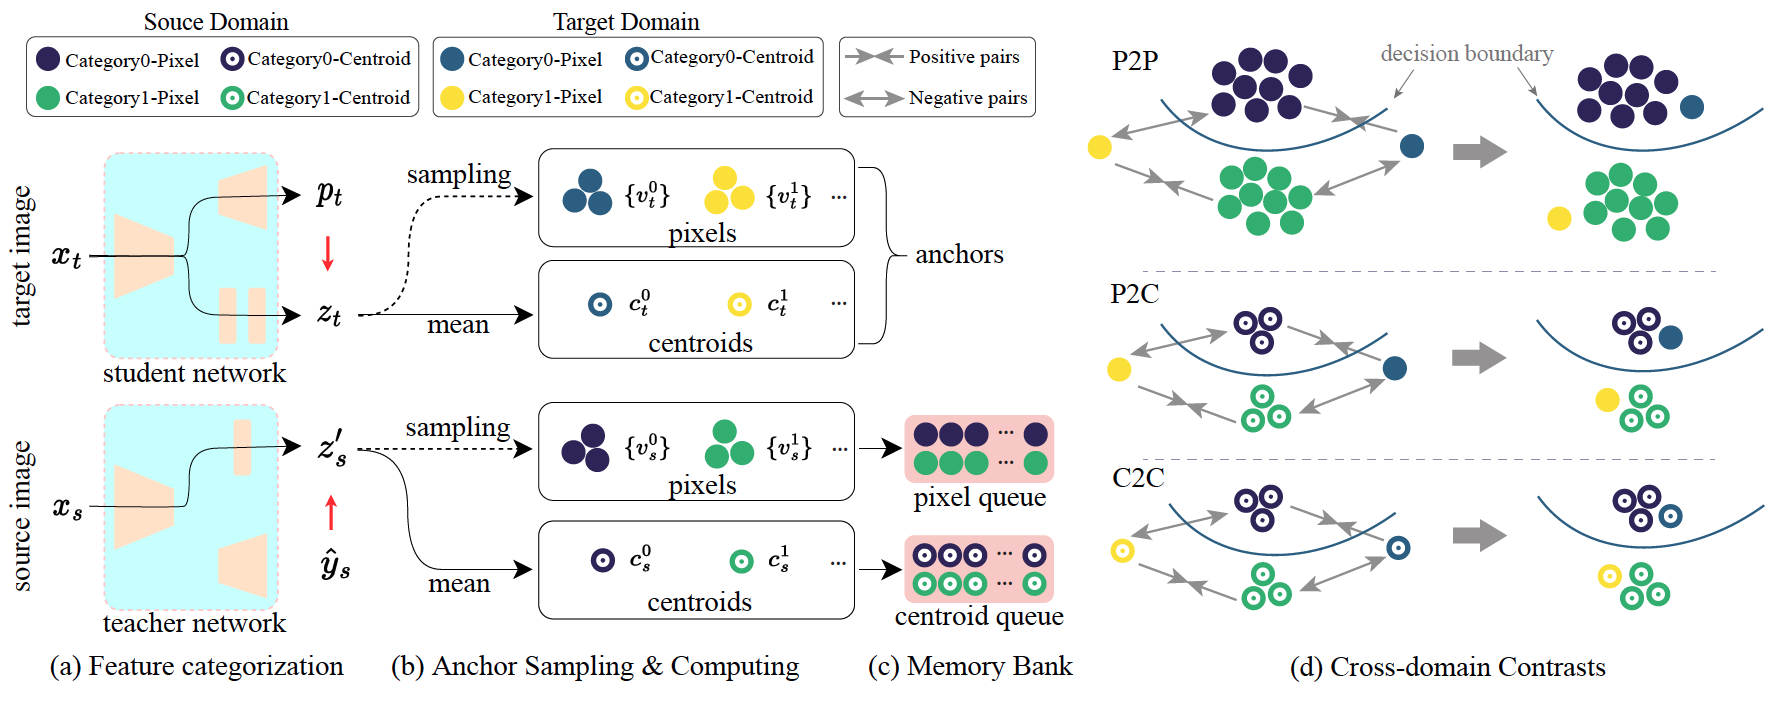 Souce Domain
Category0-Pixel
Category0-Centroid
Category1-Pixel
Category1-Centroid
Target Domain
Category0-Pixel
Category0-Centroid
Category1-Pixel
Category1-Centroid
Positive pairs
Negative pairs
target image
x_t
p_t
z_t
student network
source image
x_s
z'_s
ŷ_s
teacher network
(a) Feature categorization
sampling
mean
{v_t^0}
{v_t^1}
...
pixels
c_t^0
c_t^1
...
centroids
anchors
sampling
mean
{v_s^0}
{v_s^1}
...
pixels
c_s^0
c_s^1
...
centroids
(b) Anchor Sampling & Computing
...
...
pixel queue
...
...
centroid queue
(c) Memory Bank
P2P
decision boundary
P2C
C2C
(d) Cross-domain Contrasts